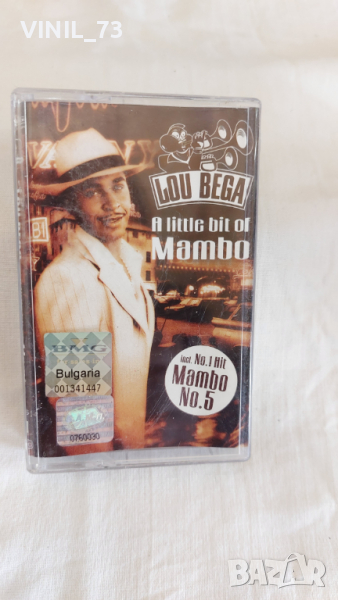 VINIL_73
LOU BEGA
A little bit of
Mambo
BMG
Bulgaria
001341447
0760030
incl. No.1 Hit
Mambo
No.5
BAZAR